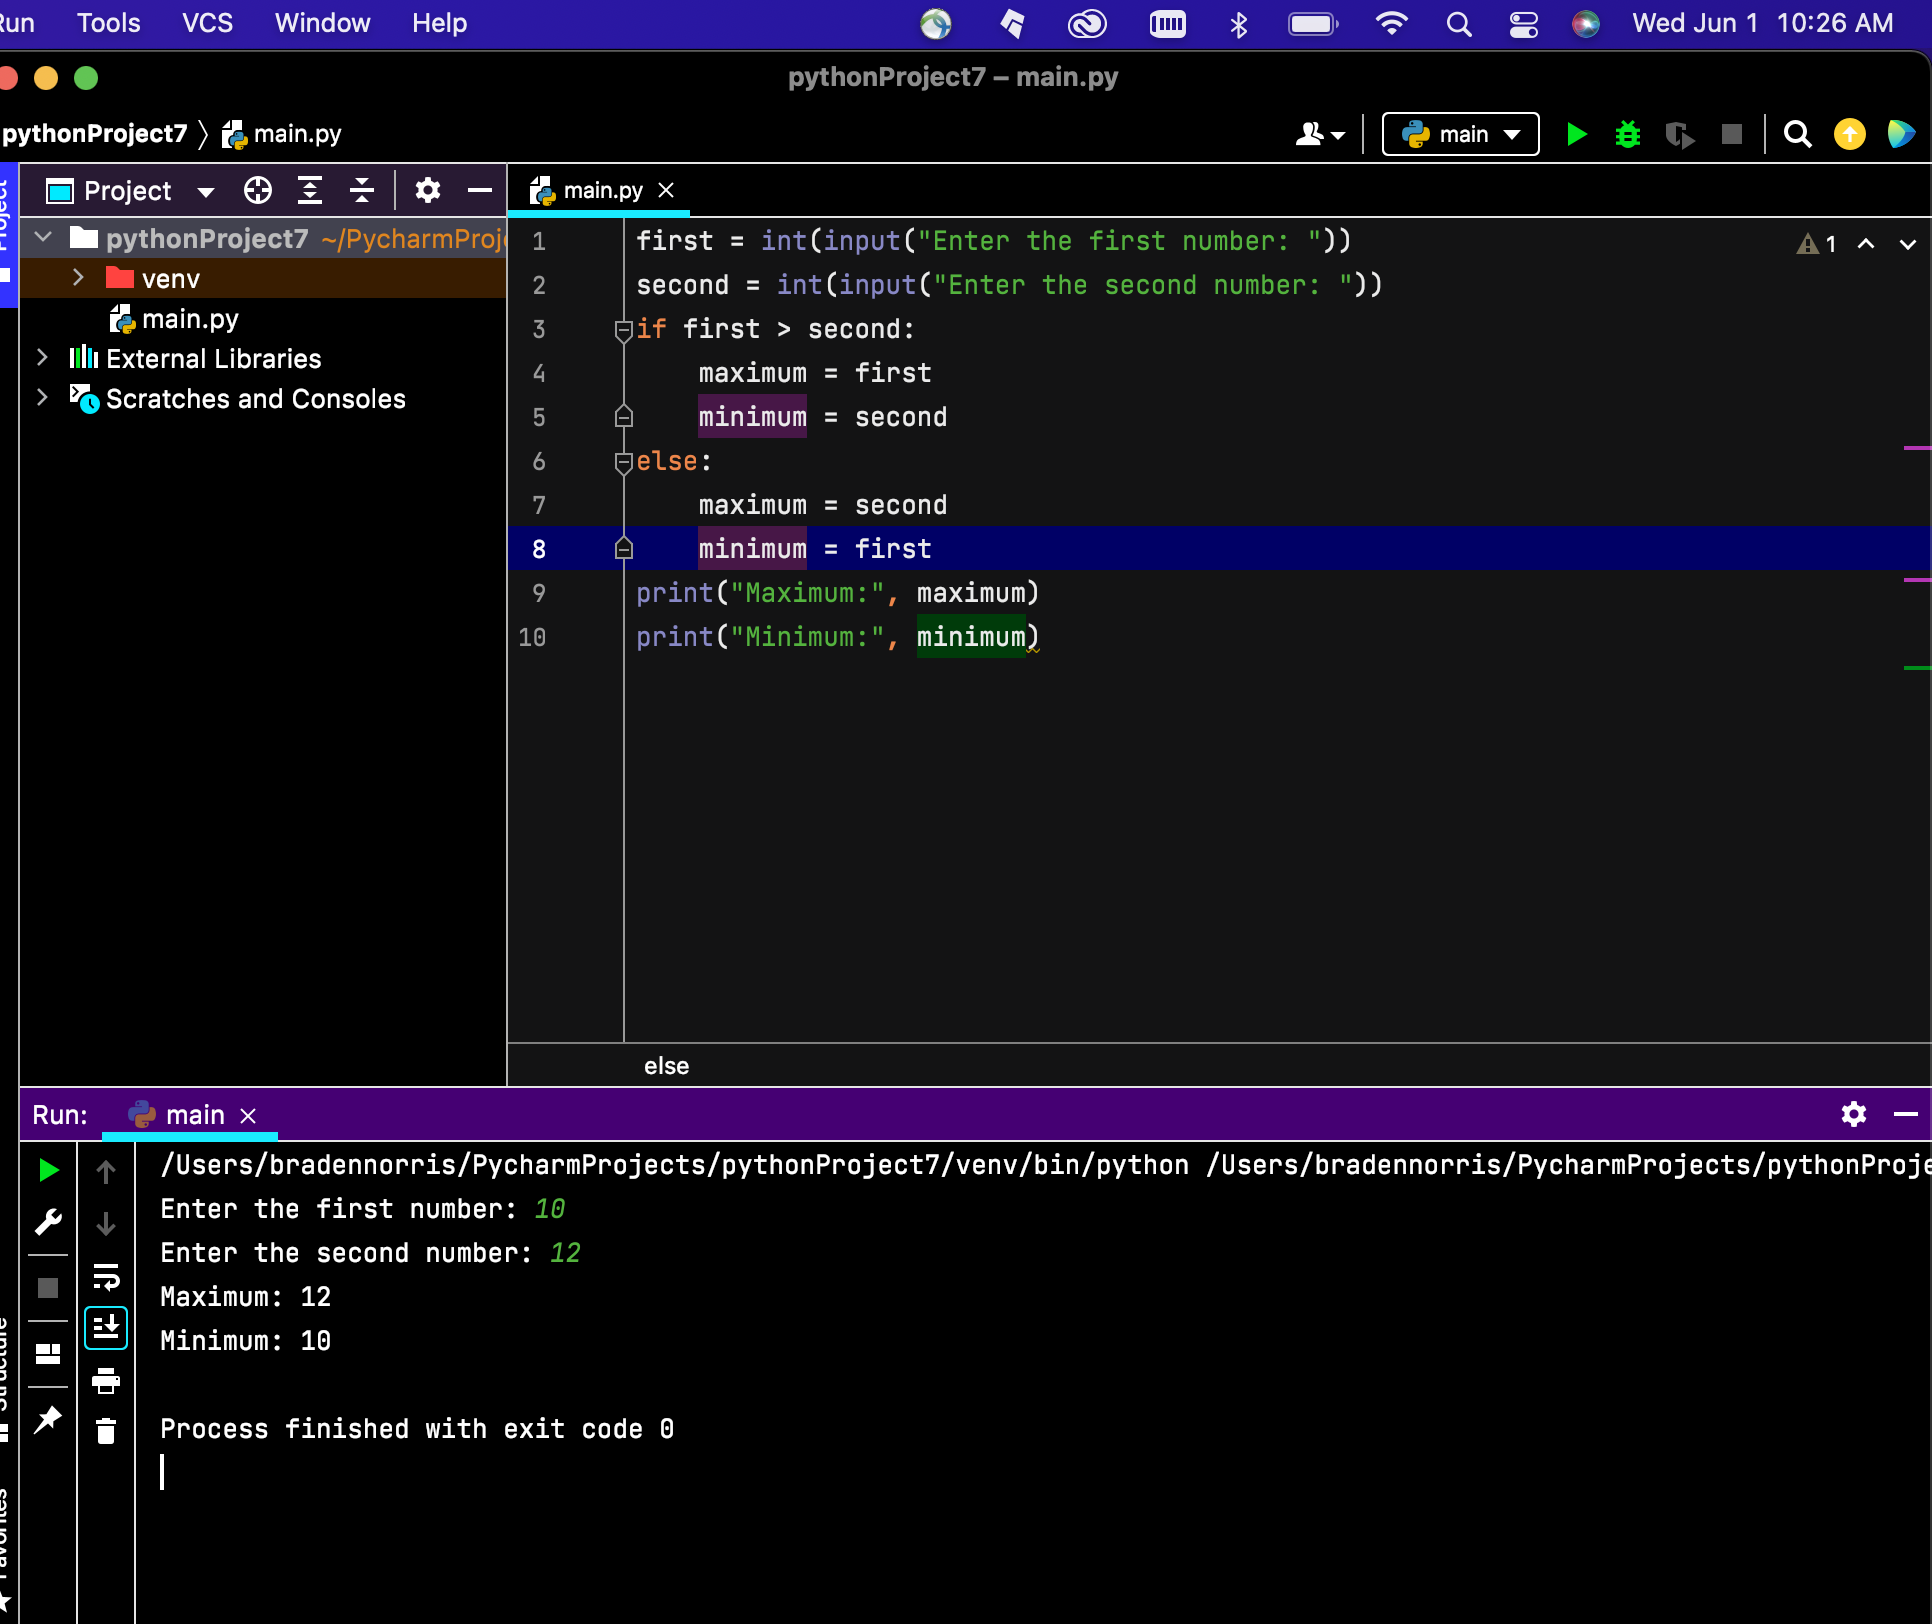 Tools VCS Window Help Wed Jun 1 10:26 AM
pythonProject7 – main.py
pythonProject7 main.py main
Project main.py
pythonProject7
venv
main.py
External Libraries
Scratches and Consoles
1 first = int(input("Enter the first number: "))
2 second = int(input("Enter the second number: "))
3 if first > second:
4     maximum = first
5     minimum = second
6 else:
7     maximum = second
8     minimum = first
9 print("Maximum:", maximum)
10 print("Minimum:", minimum)
1
else
Run: main
/Users/bradennorris/PycharmProjects/pythonProject7/venv/bin/python /Users/bradennorris/PycharmProjects/
Enter the first number: 10
Enter the second number: 12
Maximum: 12
Minimum: 10
Process finished with exit code 0